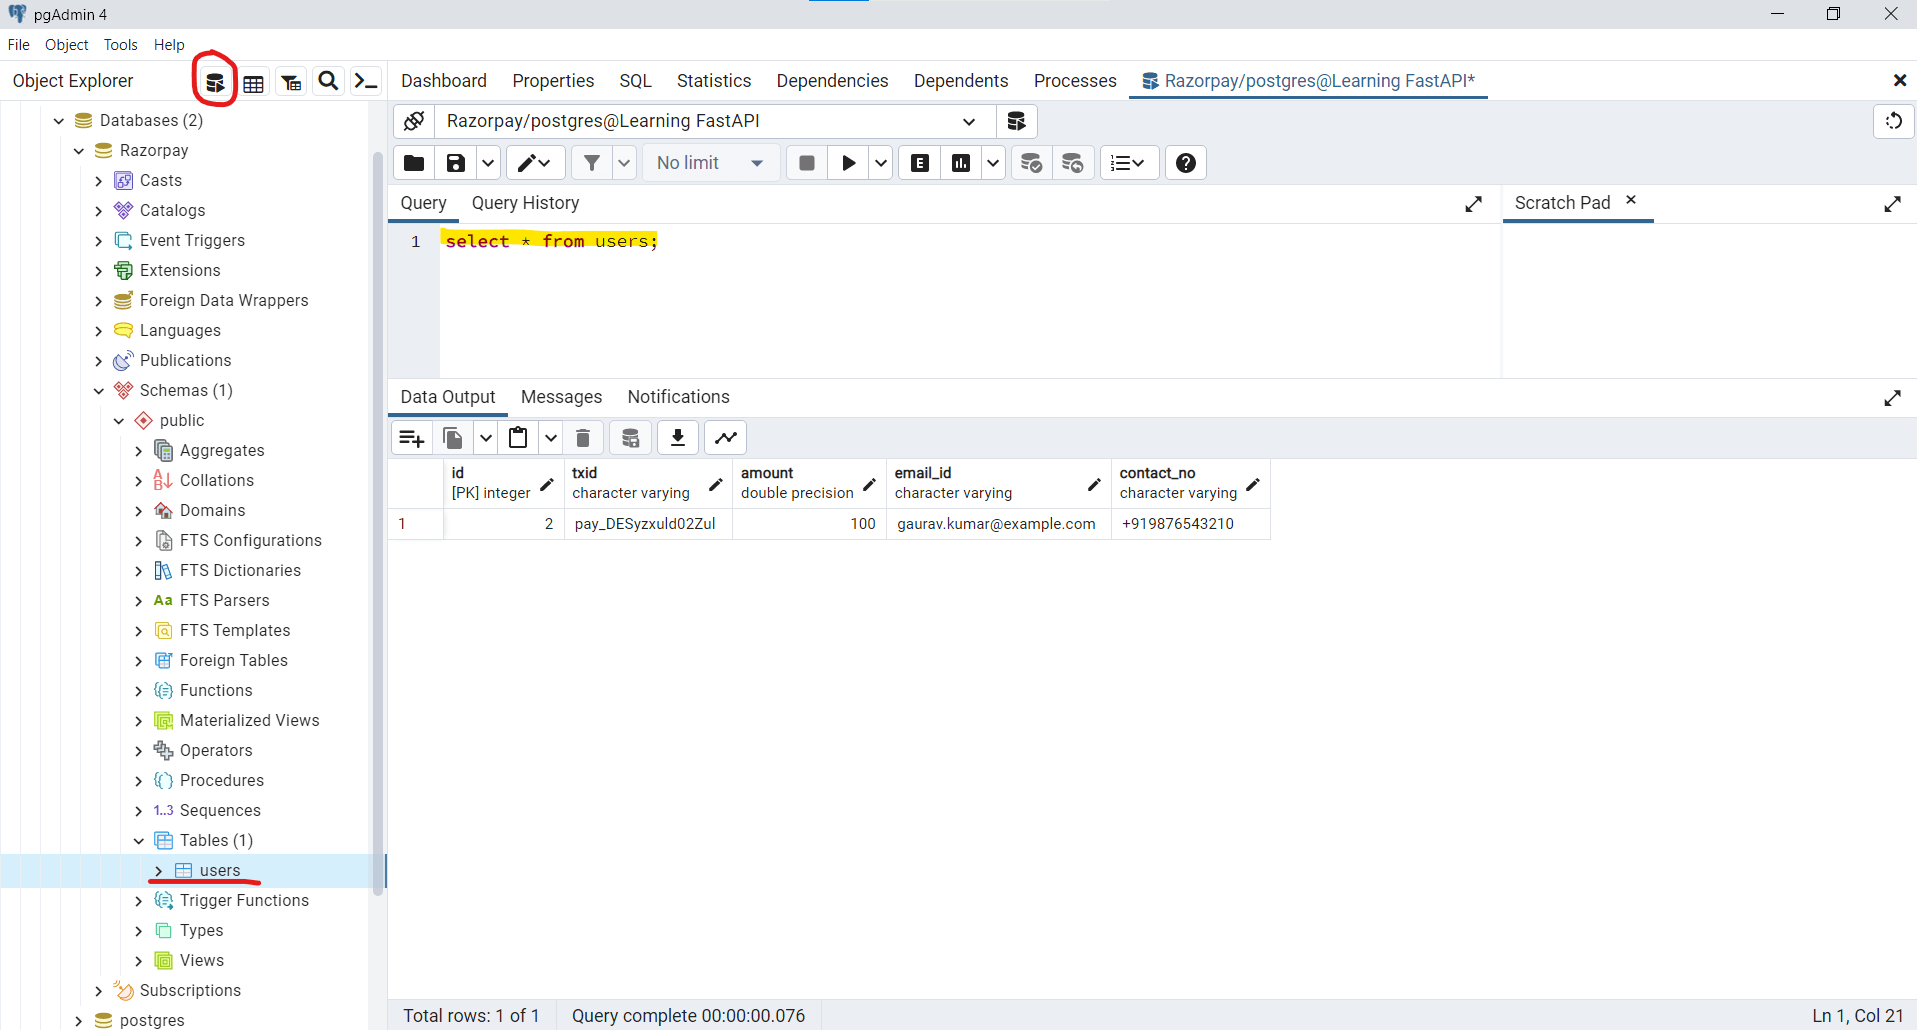 pgAdmin 4
File Object Tools Help
Object Explorer
Dashboard Properties SQL Statistics Dependencies Dependents Processes Razorpay/postgres@Learning FastAPI*
Databases (2)
Razorpay
Casts
Catalogs
Event Triggers
Extensions
Foreign Data Wrappers
Languages
Publications
Schemas (1)
public
Aggregates
Collations
Domains
FTS Configurations
FTS Dictionaries
Aa FTS Parsers
FTS Templates
Foreign Tables
Functions
Materialized Views
Operators
Procedures
1..3 Sequences
Tables (1)
users
Trigger Functions
Types
Views
Subscriptions
postgres
Razorpay/postgres@Learning FastAPI
No limit
E
Query Query History
Scratch Pad
1 select * from users;
Data Output Messages Notifications
id txid amount email_id contact_no
[PK] integer character varying double precision character varying character varying
1 2 pay_DESyzxuld02Zul 100 gaurav.kumar@example.com +919876543210
Total rows: 1 of 1 Query complete 00:00:00.076 Ln 1, Col 21